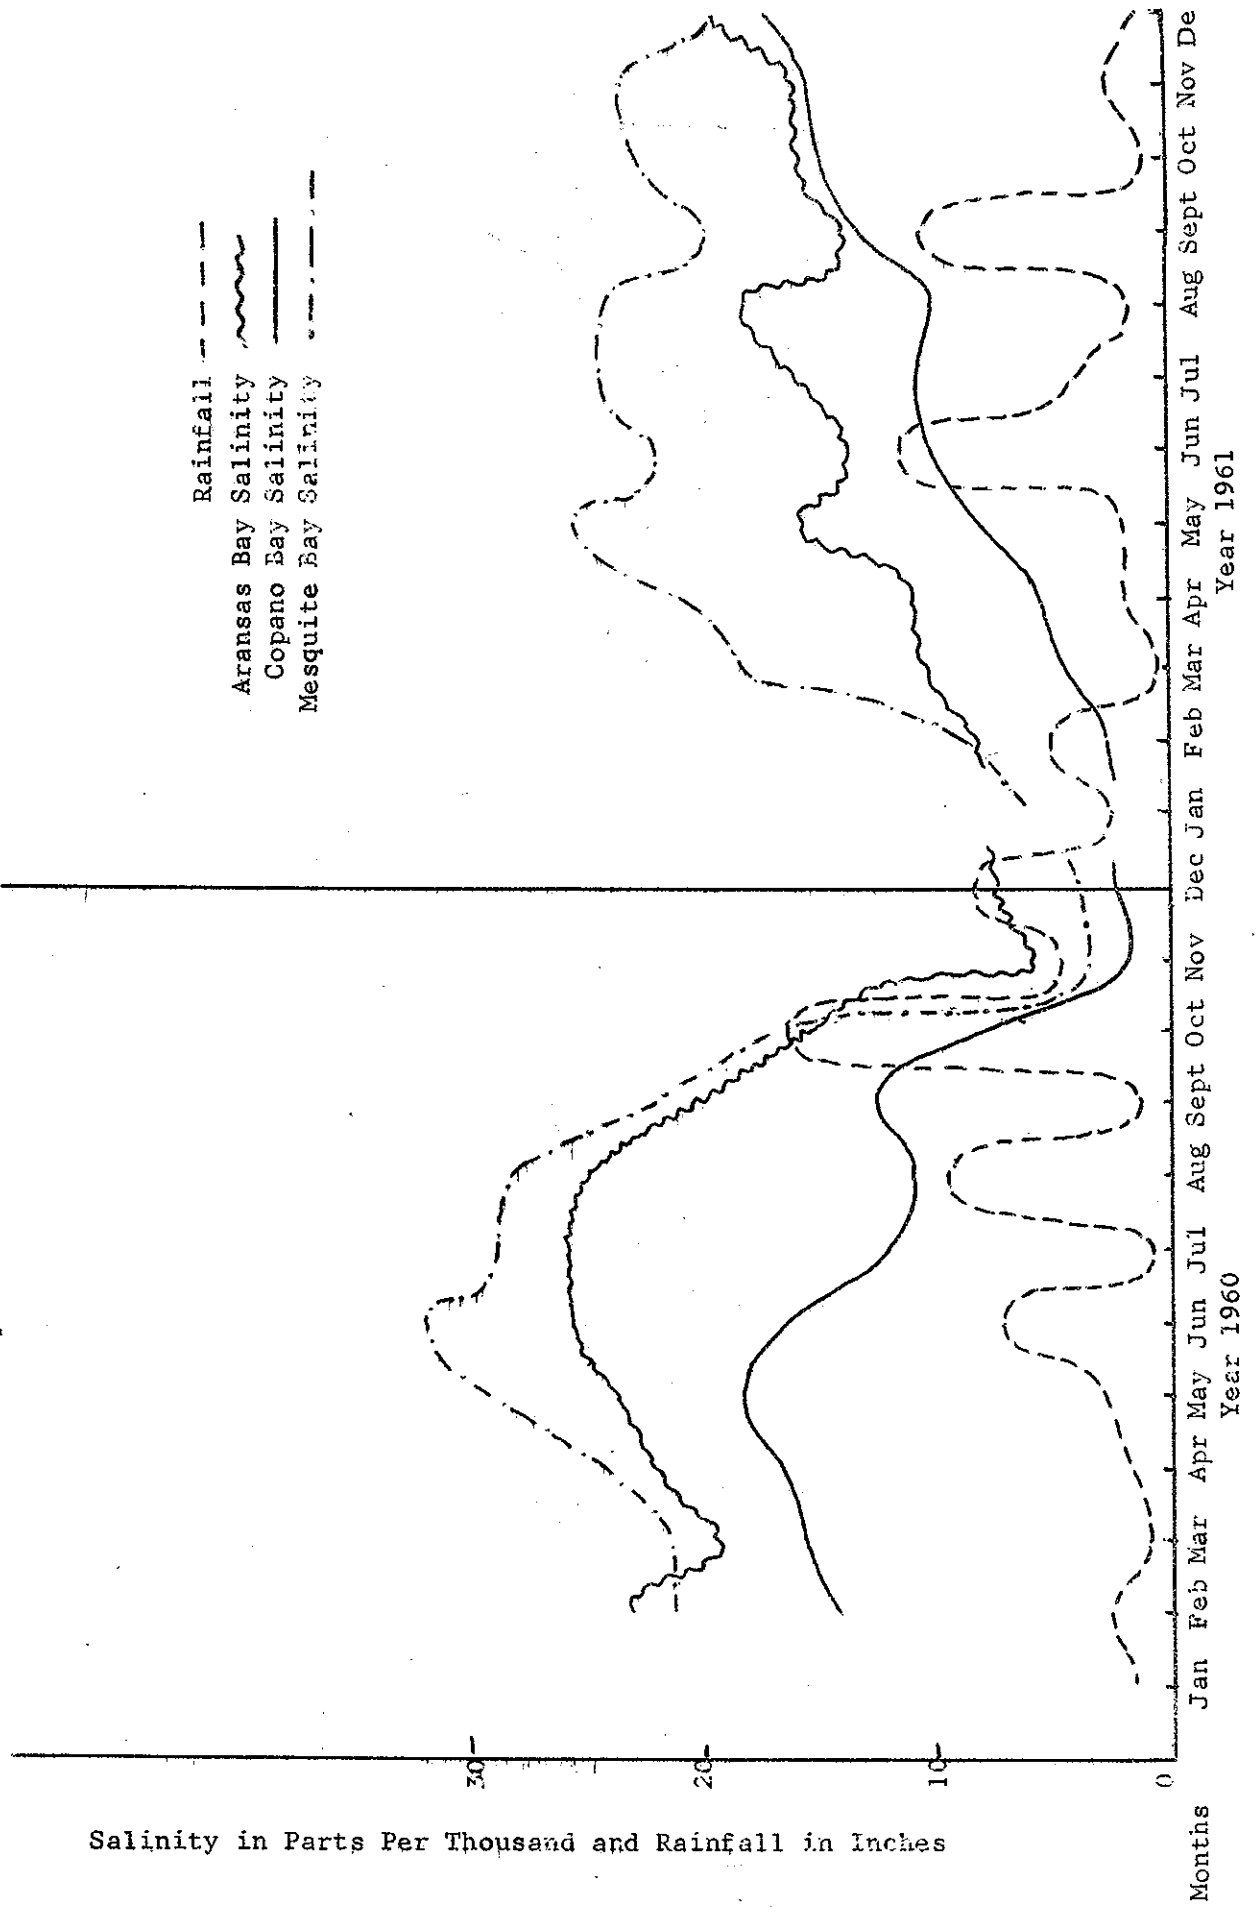 Rainfall
Aransas Bay Salinity
Copano Bay Salinity
Mesquite Bay Salinity
Salinity in Parts Per Thousand and Rainfall in Inches
30
20
10
0
Months
Jan Feb Mar Apr May Jun Jul Aug Sept Oct Nov Dec Jan Feb Mar Apr May Jun Jul Aug Sept Oct Nov De
Year 1960
Year 1961